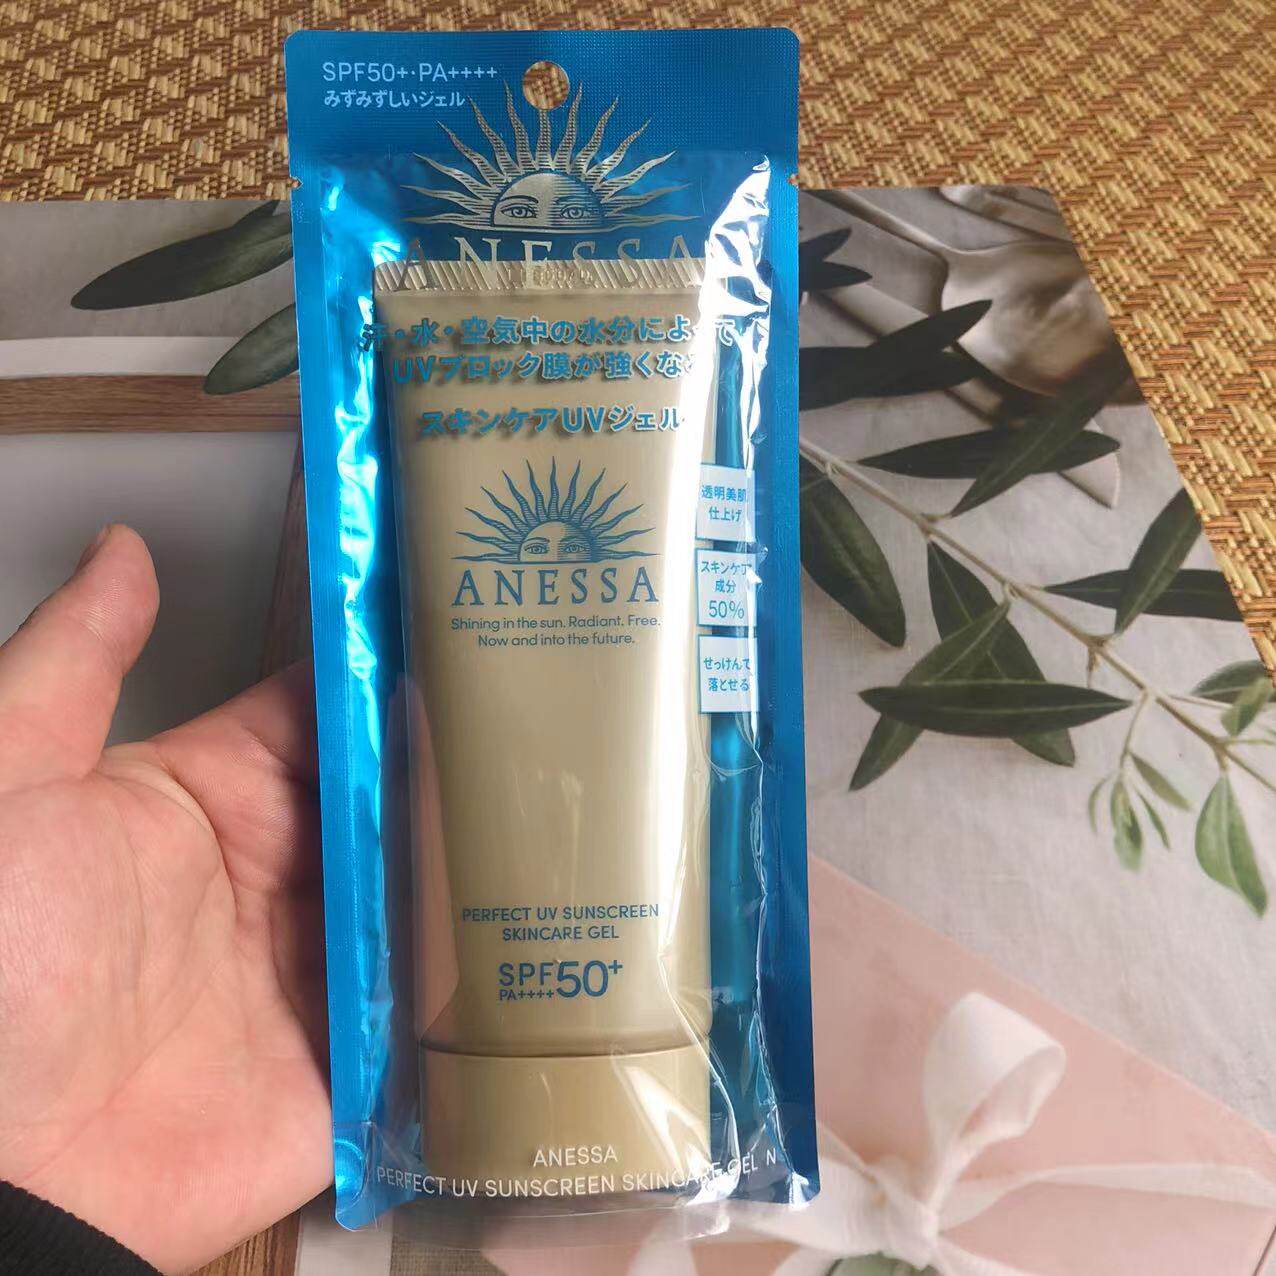 SPF50+・PA++++
みずみずしいジェル
ANESSA
汗・水・空気中の水分によって
UVブロック膜が強くなる
スキンケアUVジェル
透明美肌
仕上げ
スキンケア
成分
50%
せっけんで
落とせる
ANESSA
Shining in the sun. Radiant. Free.
Now and into the future.
PERFECT UV SUNSCREEN
SKINCARE GEL
SPF50+
PA++++
ANESSA
PERFECT UV SUNSCREEN SKINCARE GEL N